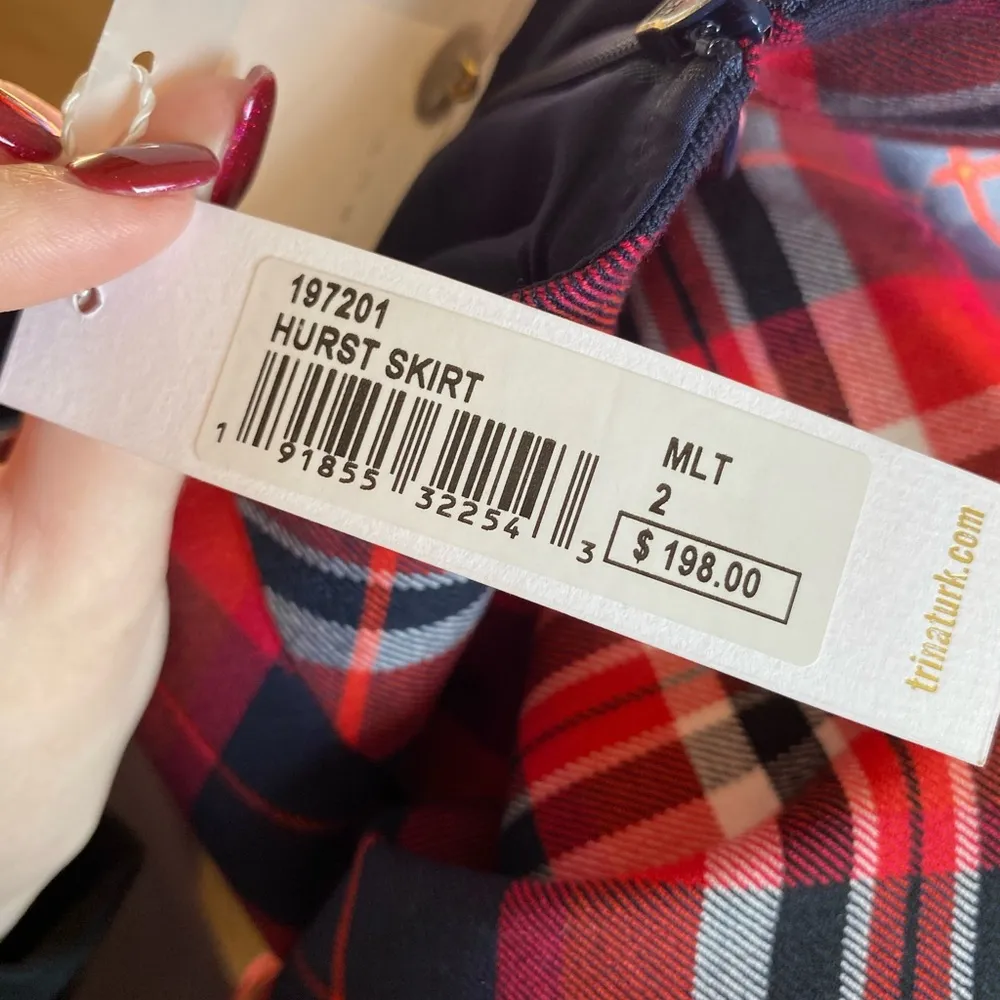 197201
HURST SKIRT
1 91855 32254 3
MLT
2
$ 198.00
trinaturk.com